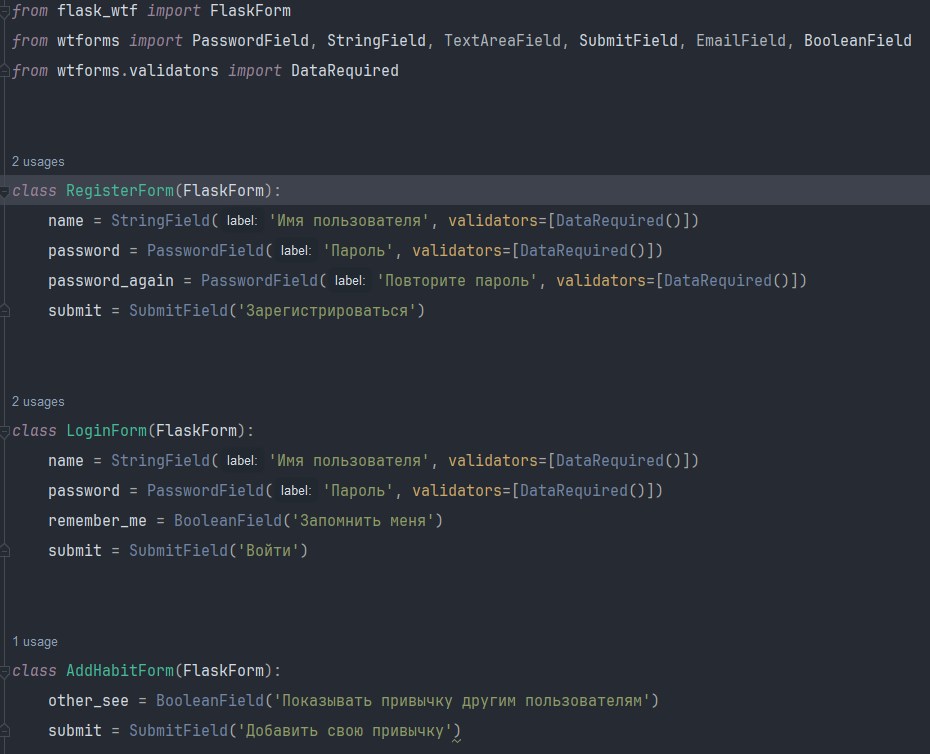 from flask_wtf import FlaskForm
from wtforms import PasswordField, StringField, TextAreaField, SubmitField, EmailField, BooleanField
from wtforms.validators import DataRequired
2 usages
class RegisterForm(FlaskForm):
name = StringField( label: 'Имя пользователя', validators=[DataRequired()])
password = PasswordField( label: 'Пароль', validators=[DataRequired()])
password_again = PasswordField( label: 'Повторите пароль', validators=[DataRequired()])
submit = SubmitField('Зарегистрироваться')
2 usages
class LoginForm(FlaskForm):
name = StringField( label: 'Имя пользователя', validators=[DataRequired()])
password = PasswordField( label: 'Пароль', validators=[DataRequired()])
remember_me = BooleanField('Запомнить меня')
submit = SubmitField('Войти')
1 usage
class AddHabitForm(FlaskForm):
other_see = BooleanField('Показывать привычку другим пользователям')
submit = SubmitField('Добавить свою привычку')